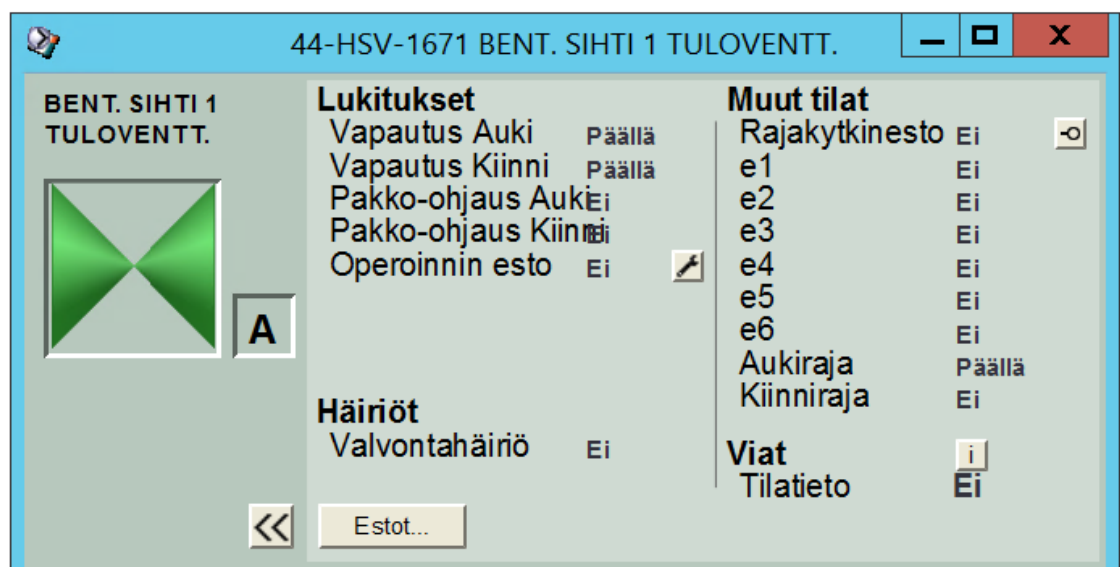 44-HSV-1671 BENT. SIHTI 1 TULOVENTT.
BENT. SIHTI 1
TULOVENTT.
A
Lukitukset
Vapautus Auki Päällä
Vapautus Kiinni Päällä
Pakko-ohjaus Auki Ei
Pakko-ohjaus Kiinni Ei
Operoinnin esto Ei
Häiriöt
Valvontahäiriö Ei
Estot...
Muut tilat
Rajakytkinesto Ei
e1 Ei
e2 Ei
e3 Ei
e4 Ei
e5 Ei
e6 Ei
Aukiraja Päällä
Kiinniraja Ei
Viat i
Tilatieto Ei